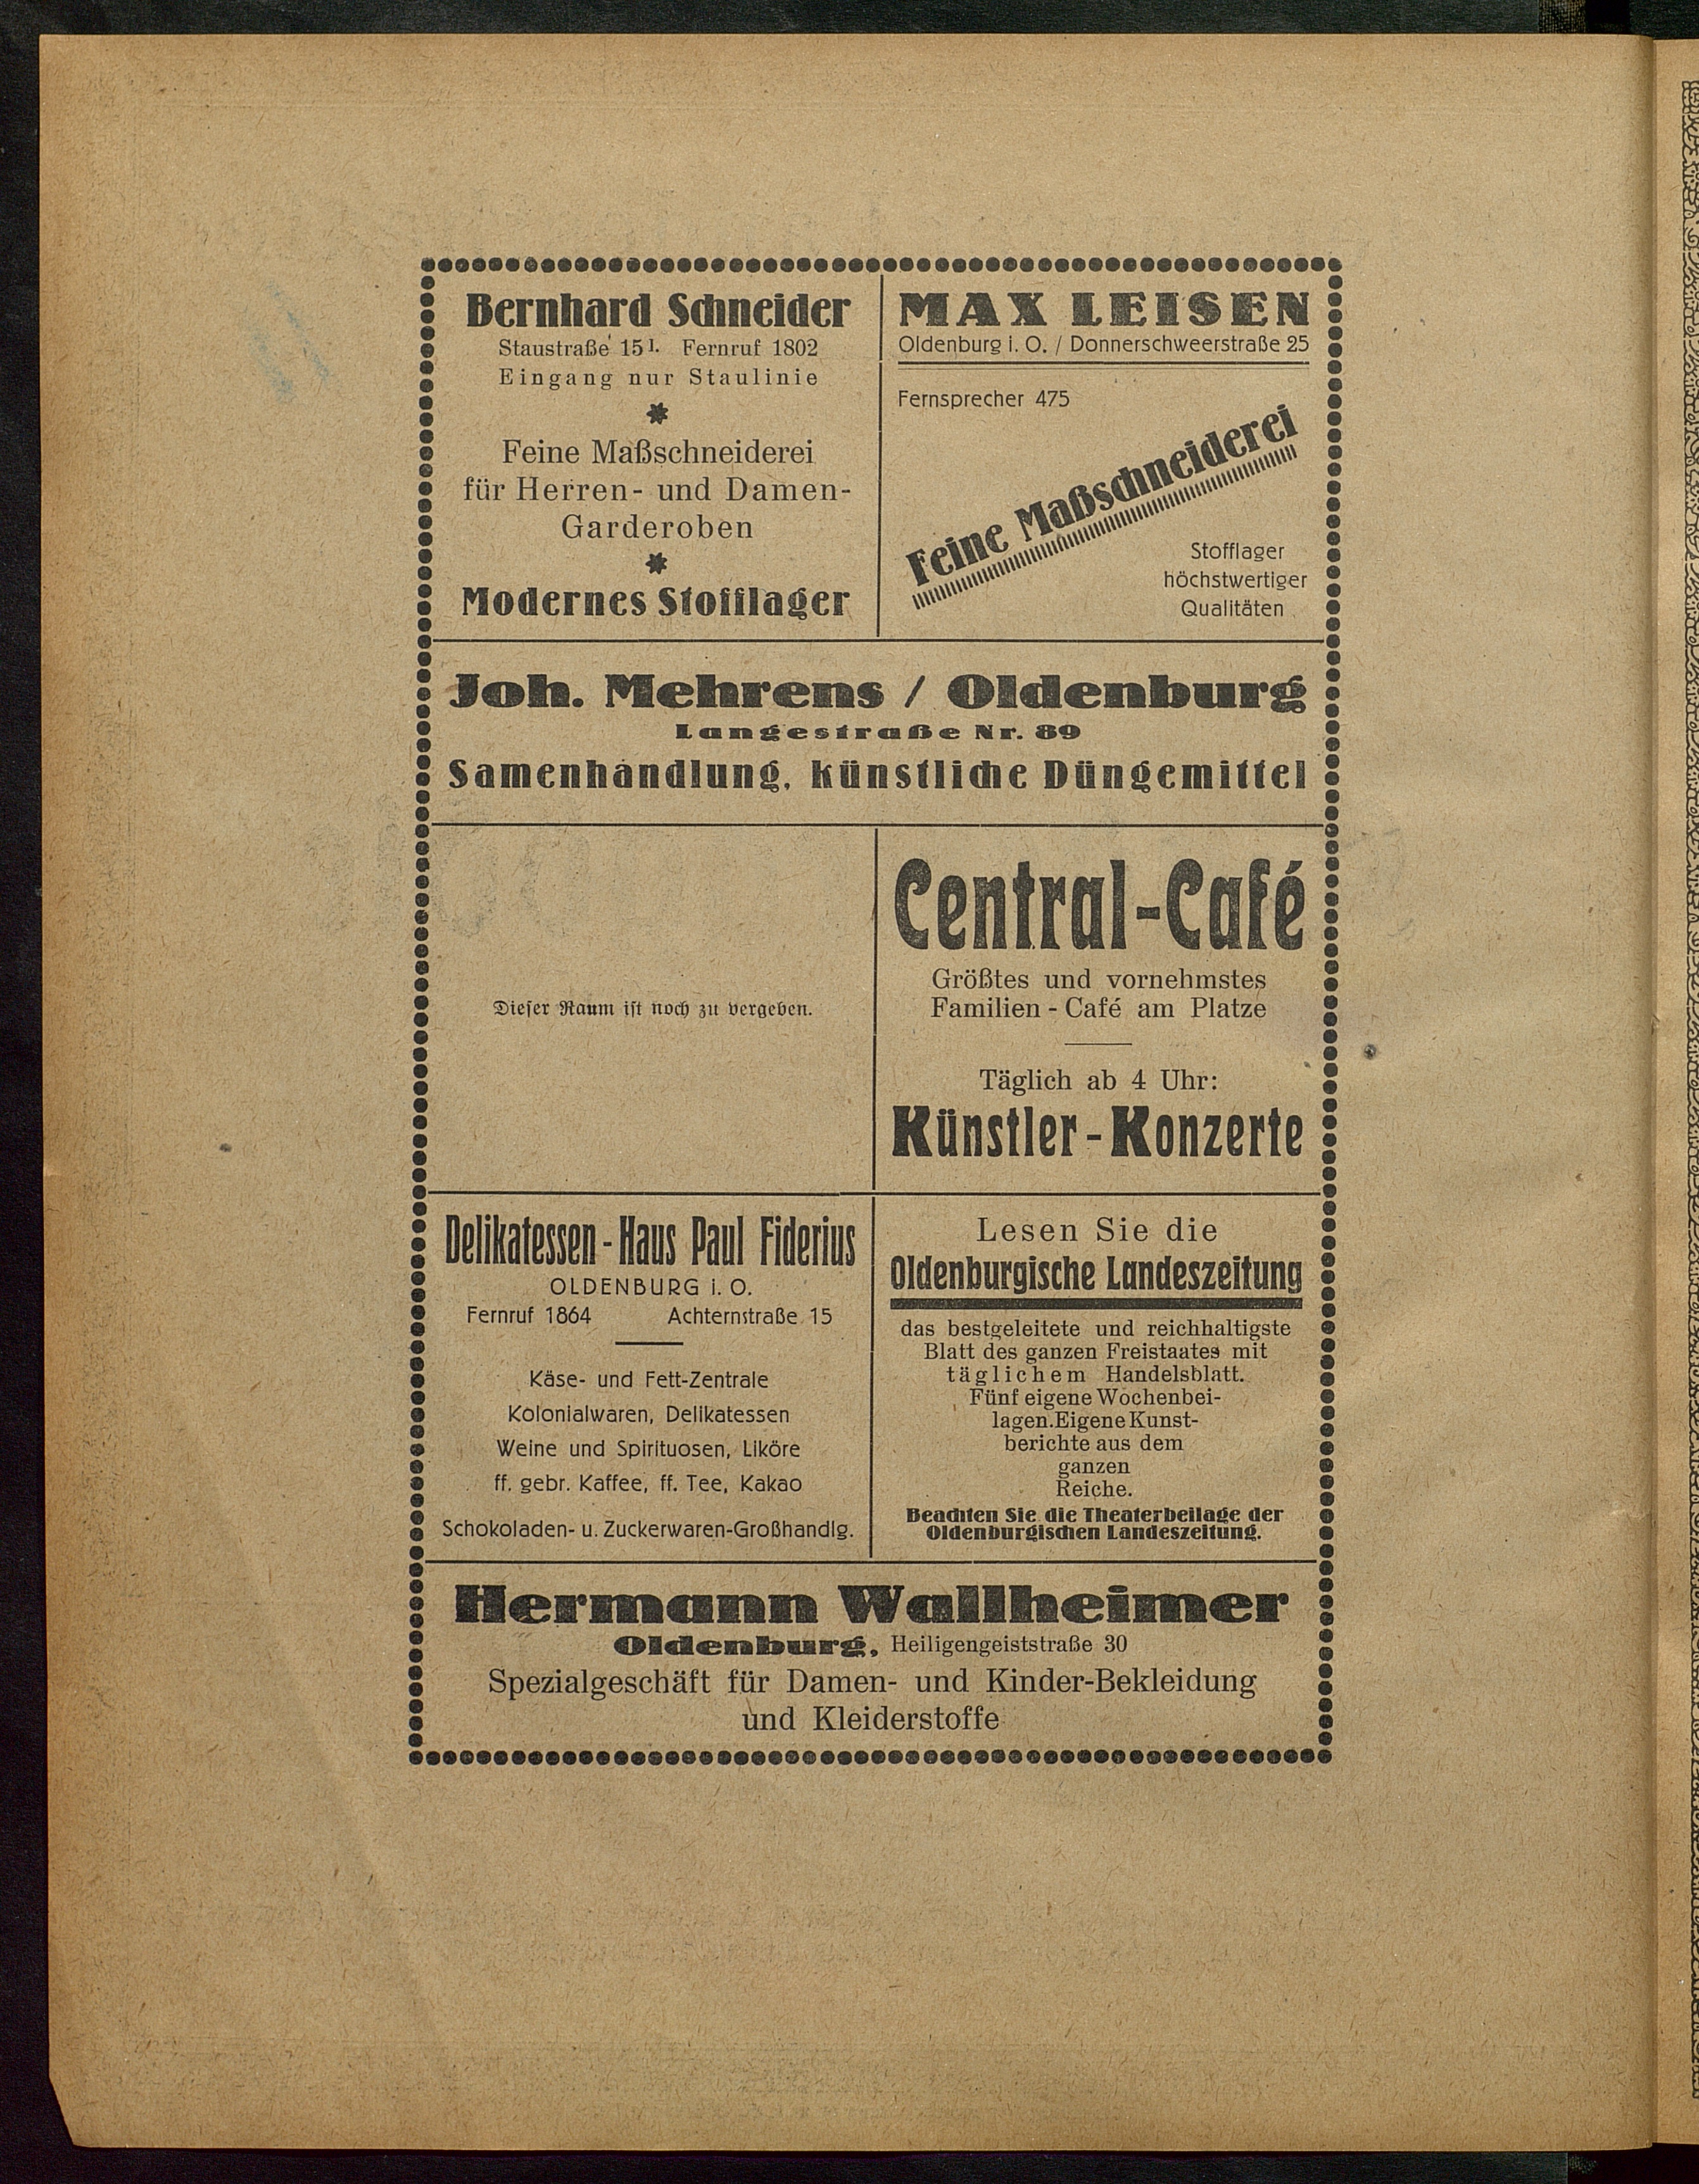 Bernhard Schneider
Staustraße 15 I. Fernruf 1802
Eingang nur Staulinie
Feine Maßschneiderei
für Herren- und Damen-
Garderoben
Modernes Stofflager
MAX LEISEN
Oldenburg i. O. / Donnerschweerstraße 25
Fernsprecher 475
Feine Maßschneiderei
Stofflager
höchstwertiger
Qualitäten
Joh. Mehrens / Oldenburg
Langestraße Nr. 89
Samenhandlung, künstliche Düngemittel
Dieser Raum ist noch zu vergeben.
Central-Café
Größtes und vornehmstes
Familien-Café am Platze
Täglich ab 4 Uhr:
Künstler-Konzerte
Delikatessen-Haus Paul Fiderius
OLDENBURG i. O.
Fernruf 1864 Achternstraße 15
Käse- und Fett-Zentrale
Kolonialwaren, Delikatessen
Weine und Spirituosen, Liköre
ff. gebr. Kaffee, ff. Tee, Kakao
Schokoladen- u. Zuckerwaren-Großhandlg.
Lesen Sie die
Oldenburgische Landeszeitung
das bestgeleitete und reichhaltigste
Blatt des ganzen Freistaates mit
täglichem Handelsblatt.
Fünf eigene Wochenbei-
lagen. Eigene Kunst-
berichte aus dem
ganzen
Reiche.
Beachten Sie die Theaterbeilage der
Oldenburgischen Landeszeitung.
Hermann Wallheimer
Oldenburg, Heiligengeiststraße 30
Spezialgeschäft für Damen- und Kinder-Bekleidung
und Kleiderstoffe